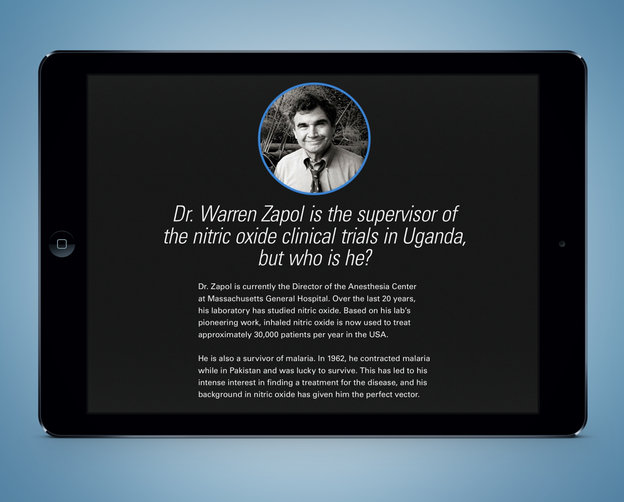 Dr. Warren Zapol is the supervisor of
the nitric oxide clinical trials in Uganda,
but who is he?
Dr. Zapol is currently the Director of the Anesthesia Center
at Massachusetts General Hospital. Over the last 20 years,
his laboratory has studied nitric oxide. Based on his lab's
pioneering work, inhaled nitric oxide is now used to treat
approximately 30,000 patients per year in the USA.
He is also a survivor of malaria. In 1962, he contracted malaria
while in Pakistan and was lucky to survive. This has led to his
intense interest in finding a treatment for the disease, and his
background in nitric oxide has given him the perfect vector.